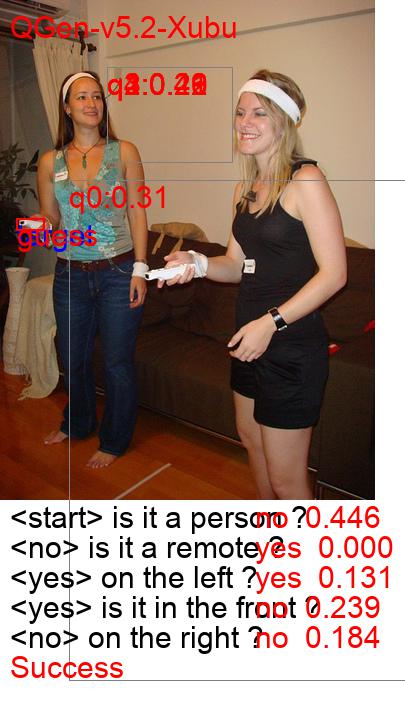 QGen-v5.2-Xubu
q0:0.31
<start> is it a person ? no 0.446
<no> is it a remote ? yes 0.000
<yes> on the left ? yes 0.131
<yes> is it in the front ? no 0.239
<no> on the right ? no 0.184
Success